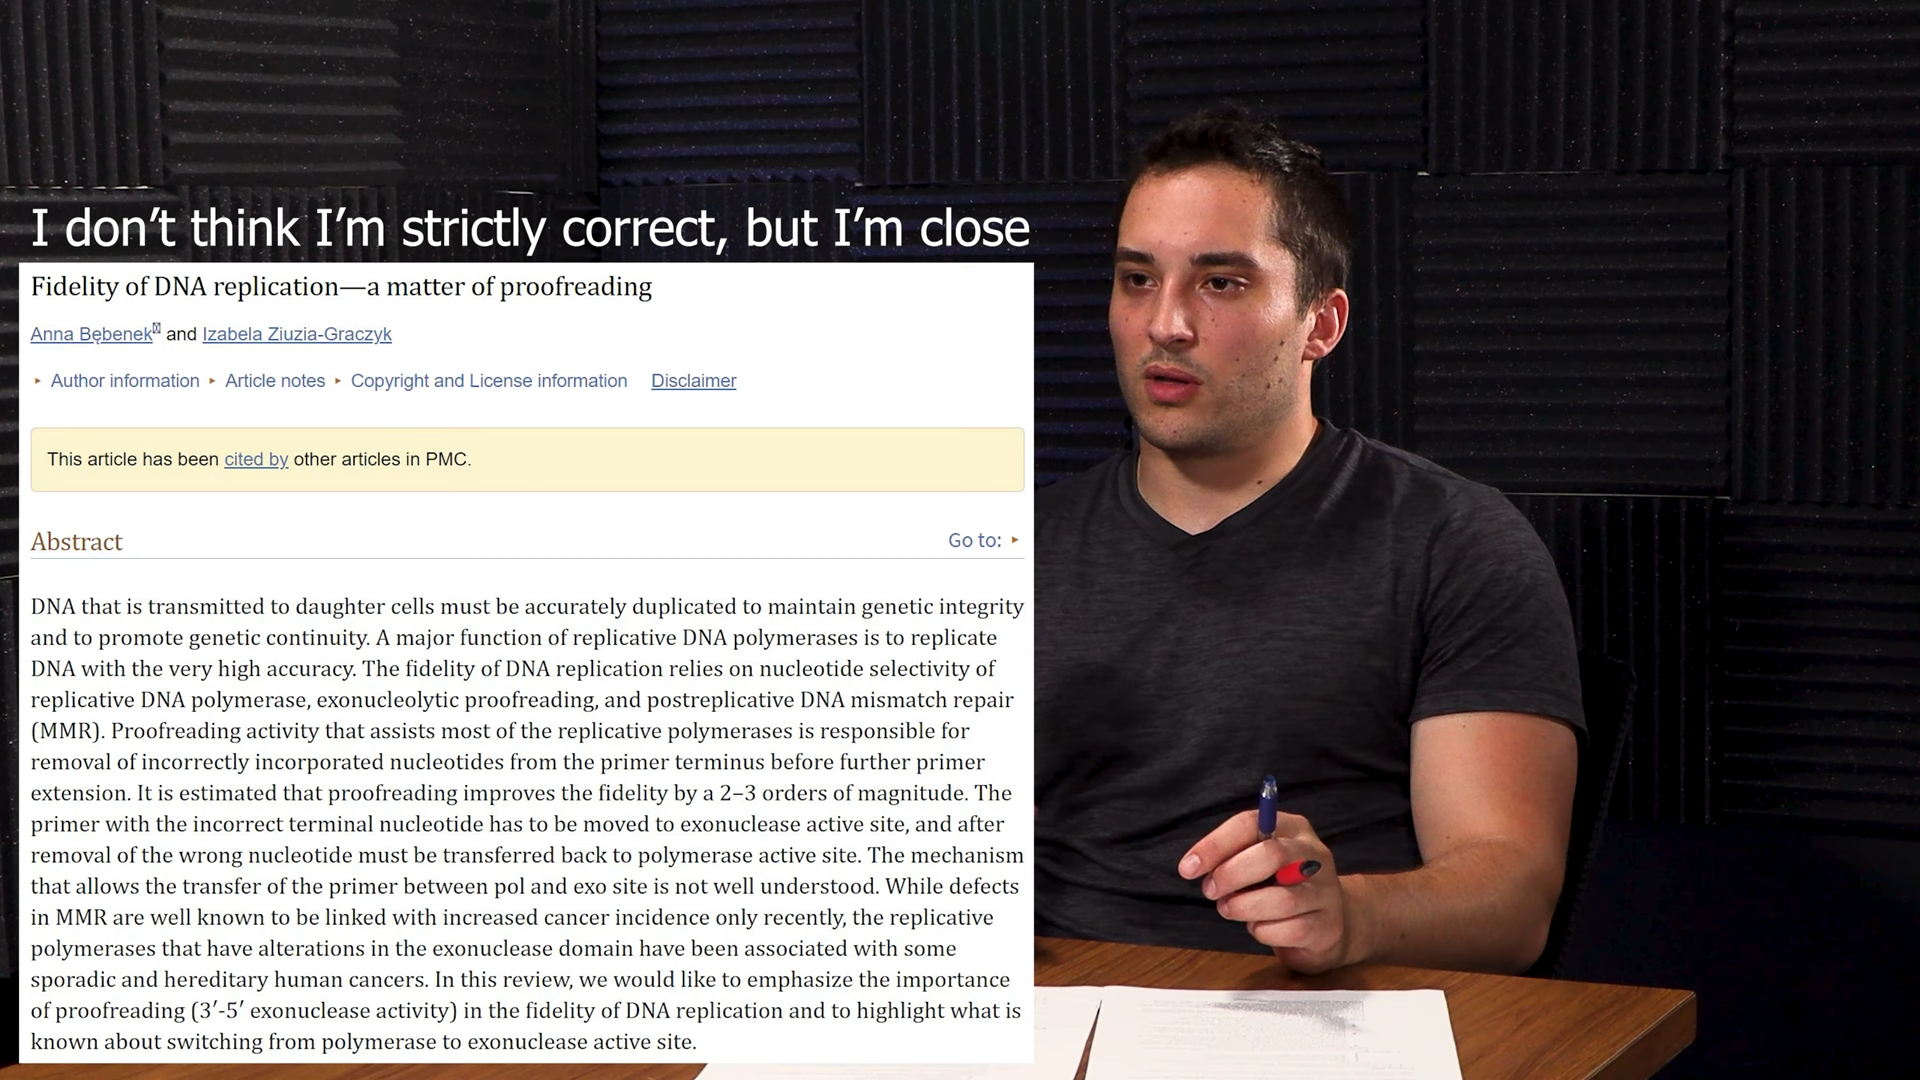 I don’t think I’m strictly correct, but I’m close
Fidelity of DNA replication—a matter of proofreading
Anna Bębenek and Izabela Ziuzia-Graczyk
▸ Author information ▸ Article notes ▸ Copyright and License information Disclaimer
This article has been cited by other articles in PMC.
Abstract
Go to: ▸
DNA that is transmitted to daughter cells must be accurately duplicated to maintain genetic integrity
and to promote genetic continuity. A major function of replicative DNA polymerases is to replicate
DNA with the very high accuracy. The fidelity of DNA replication relies on nucleotide selectivity of
replicative DNA polymerase, exonucleolytic proofreading, and postreplicative DNA mismatch repair
(MMR). Proofreading activity that assists most of the replicative polymerases is responsible for
removal of incorrectly incorporated nucleotides from the primer terminus before further primer
extension. It is estimated that proofreading improves the fidelity by a 2–3 orders of magnitude. The
primer with the incorrect terminal nucleotide has to be moved to exonuclease active site, and after
removal of the wrong nucleotide must be transferred back to polymerase active site. The mechanism
that allows the transfer of the primer between pol and exo site is not well understood. While defects
in MMR are well known to be linked with increased cancer incidence only recently, the replicative
polymerases that have alterations in the exonuclease domain have been associated with some
sporadic and hereditary human cancers. In this review, we would like to emphasize the importance
of proofreading (3′-5′ exonuclease activity) in the fidelity of DNA replication and to highlight what is
known about switching from polymerase to exonuclease active site.